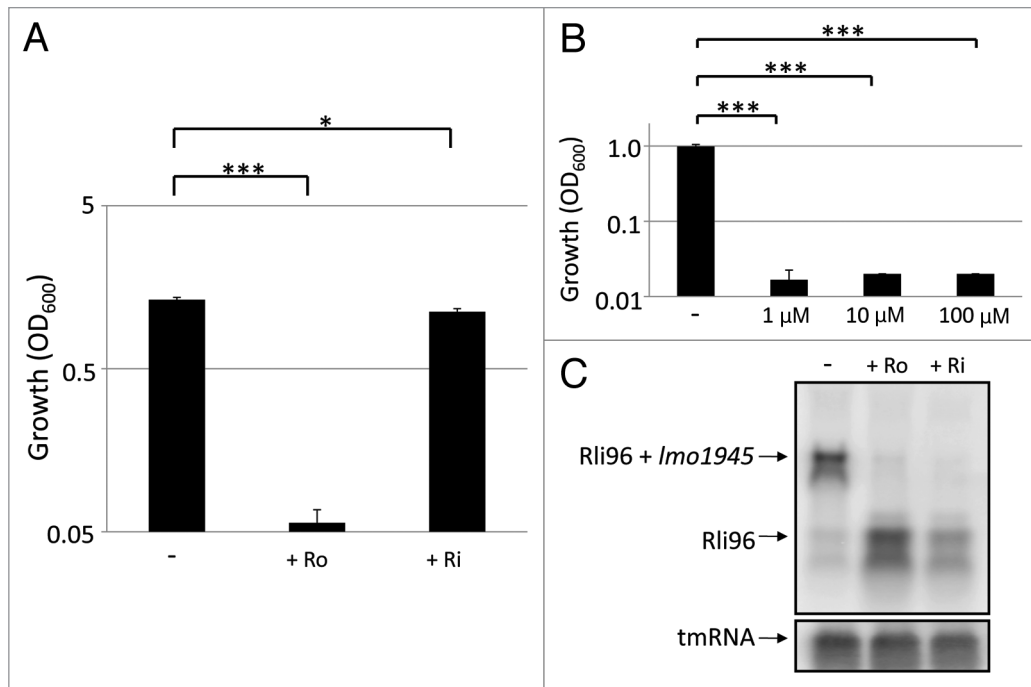 A
*
***
5
0.5
0.05
Growth (OD600)
-
+ Ro
+ Ri
B
***
***
***
1.0
0.1
0.01
Growth (OD600)
-
1 µM
10 µM
100 µM
C
-
+ Ro
+ Ri
Rli96 + lmo1945
Rli96
tmRNA